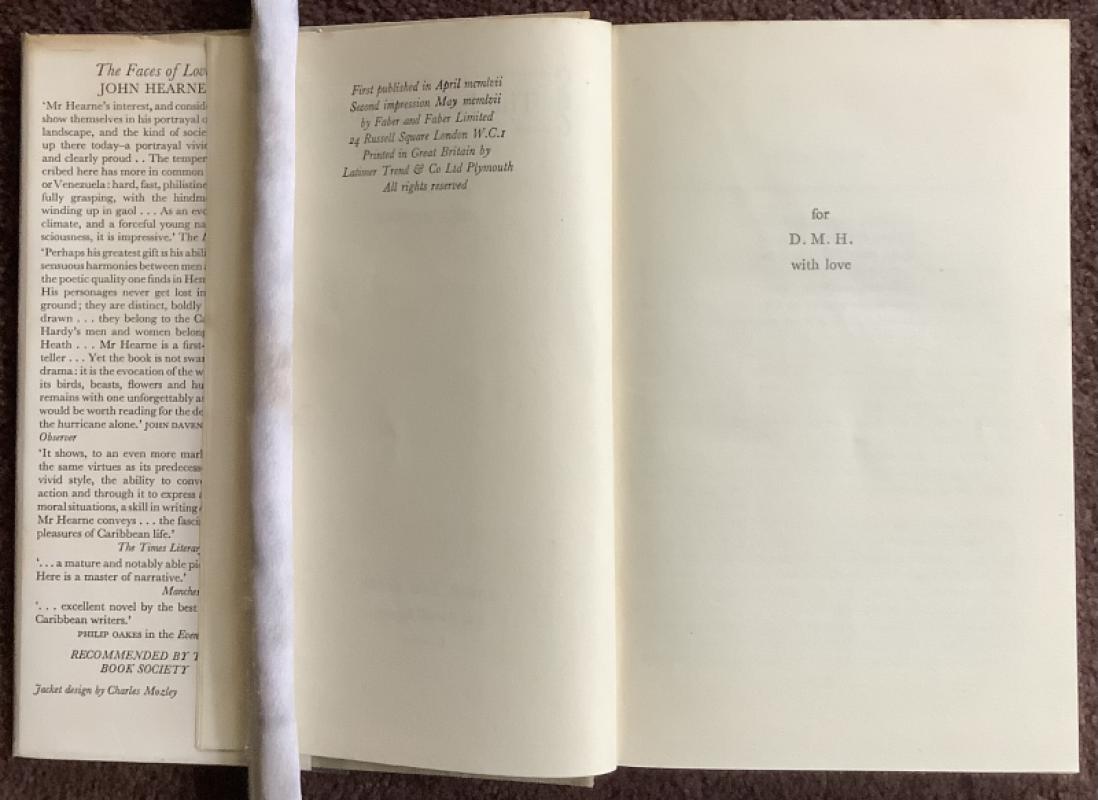 The Faces of Lov
JOHN HEARNE
'Mr Hearne's interest, and consid
show themselves in his portrayal o
landscape, and the kind of socie
up there today–a portrayal vivi
and clearly proud . . The temper
cribed here has more in common
or Venezuela: hard, fast, philistine
fully grasping, with the hindm
winding up in gaol . . . As an evo
climate, and a forceful young na
sciousness, it is impressive.' The
'Perhaps his greatest gift is his abili
sensuous harmonies between men
the poetic quality one finds in Hem
His personages never get lost in
ground; they are distinct, boldly
drawn . . . they belong to the Ca
Hardy's men and women belong
Heath . . . Mr Hearne is a first-
teller . . . Yet the book is not swa
drama: it is the evocation of the w
its birds, beasts, flowers and hu
remains with one unforgettably a
would be worth reading for the de
the hurricane alone.' JOHN DAVEN
Observer
'It shows, to an even more mark
the same virtues as its predecess
vivid style, the ability to conv
action and through it to express
moral situations, a skill in writing
Mr Hearne conveys . . . the fasci
pleasures of Caribbean life.'
The Times Literar
'. . . a mature and notably able pi
Here is a master of narrative.'
Manches
'. . . excellent novel by the best
Caribbean writers.'
PHILIP OAKES in the Even
RECOMMENDED BY T
BOOK SOCIETY
Jacket design by Charles Mozley
First published in April mcmlvii
Second impression May mcmlvii
by Faber and Faber Limited
24 Russell Square London W.C.1
Printed in Great Britain by
Latimer Trend & Co Ltd Plymouth
All rights reserved
for
D. M. H.
with love